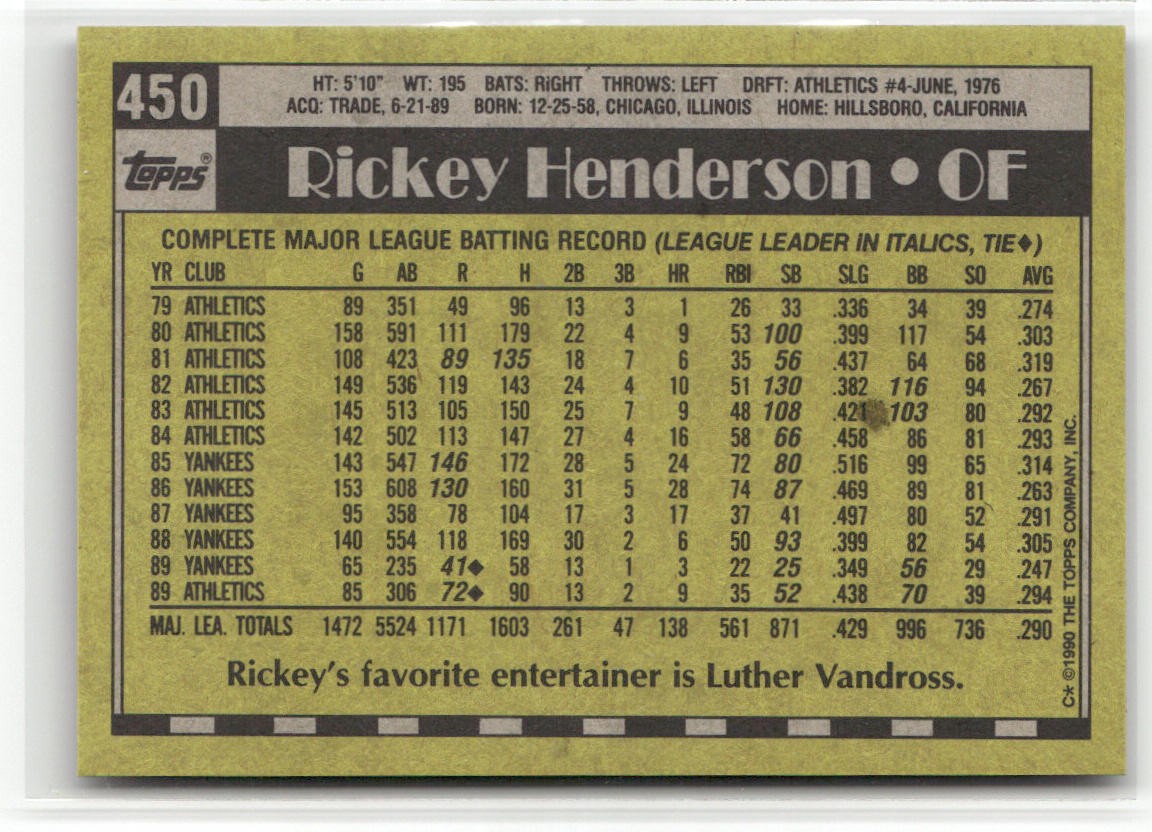 450
HT: 5'10" WT: 195 BATS: RIGHT THROWS: LEFT DRFT: ATHLETICS #4-JUNE, 1976
ACQ: TRADE, 6-21-89 BORN: 12-25-58, CHICAGO, ILLINOIS HOME: HILLSBORO, CALIFORNIA
topps®
Rickey Henderson • OF
COMPLETE MAJOR LEAGUE BATTING RECORD (LEAGUE LEADER IN ITALICS, TIE♦)
YR CLUB G AB R H 2B 3B HR RBI SB SLG BB SO AVG
79 ATHLETICS 89 351 49 96 13 3 1 26 33 .336 34 39 .274
80 ATHLETICS 158 591 111 179 22 4 9 53 100 .399 117 54 .303
81 ATHLETICS 108 423 89 135 18 7 6 35 56 .437 64 68 .319
82 ATHLETICS 149 536 119 143 24 4 10 51 130 .382 116 94 .267
83 ATHLETICS 145 513 105 150 25 7 9 48 108 .421 103 80 .292
84 ATHLETICS 142 502 113 147 27 4 16 58 66 .458 86 81 .293
85 YANKEES 143 547 146 172 28 5 24 72 80 .516 99 65 .314
86 YANKEES 153 608 130 160 31 5 28 74 87 .469 89 81 .263
87 YANKEES 95 358 78 104 17 3 17 37 41 .497 80 52 .291
88 YANKEES 140 554 118 169 30 2 6 50 93 .399 82 54 .305
89 YANKEES 65 235 41♦ 58 13 1 3 22 25 .349 56 29 .247
89 ATHLETICS 85 306 72♦ 90 13 2 9 35 52 .438 70 39 .294
MAJ. LEA. TOTALS 1472 5524 1171 1603 261 47 138 561 871 .429 996 736 .290
Rickey's favorite entertainer is Luther Vandross.
C* ©1990 THE TOPPS COMPANY, INC.